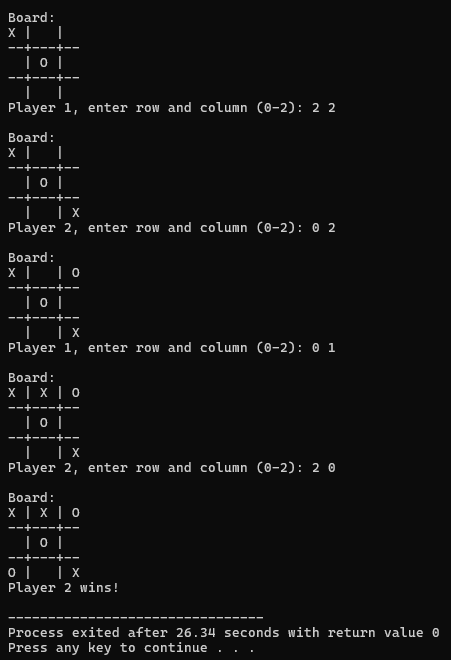 Board:
X |   |
--+---+--
  | O |
--+---+--
  |   |
Player 1, enter row and column (0-2): 2 2

Board:
X |   |
--+---+--
  | O |
--+---+--
  |   | X
Player 2, enter row and column (0-2): 0 2

Board:
X |   | O
--+---+--
  | O |
--+---+--
  |   | X
Player 1, enter row and column (0-2): 0 1

Board:
X | X | O
--+---+--
  | O |
--+---+--
  |   | X
Player 2, enter row and column (0-2): 2 0

Board:
X | X | O
--+---+--
  | O |
--+---+--
O |   | X
Player 2 wins!

--------------------------------
Process exited after 26.34 seconds with return value 0
Press any key to continue . . .